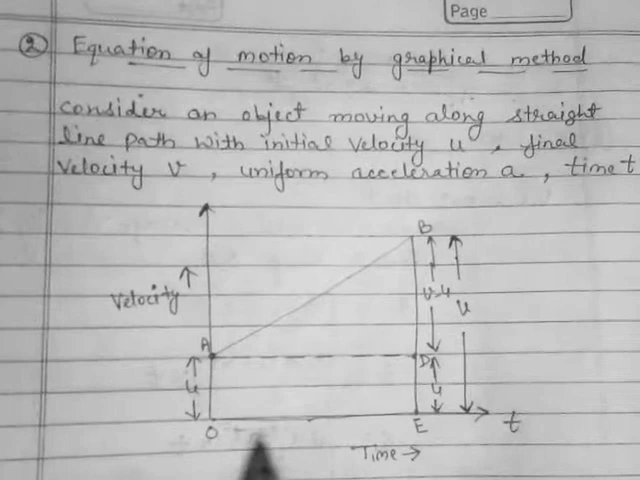 Page
② Equation of motion by graphical method
consider an object moving along straight
line path with initial velocity u, final
velocity v, uniform acceleration a, time t
B
v-u
v
Velocity
A
D
u
u
O
E
t
Time →